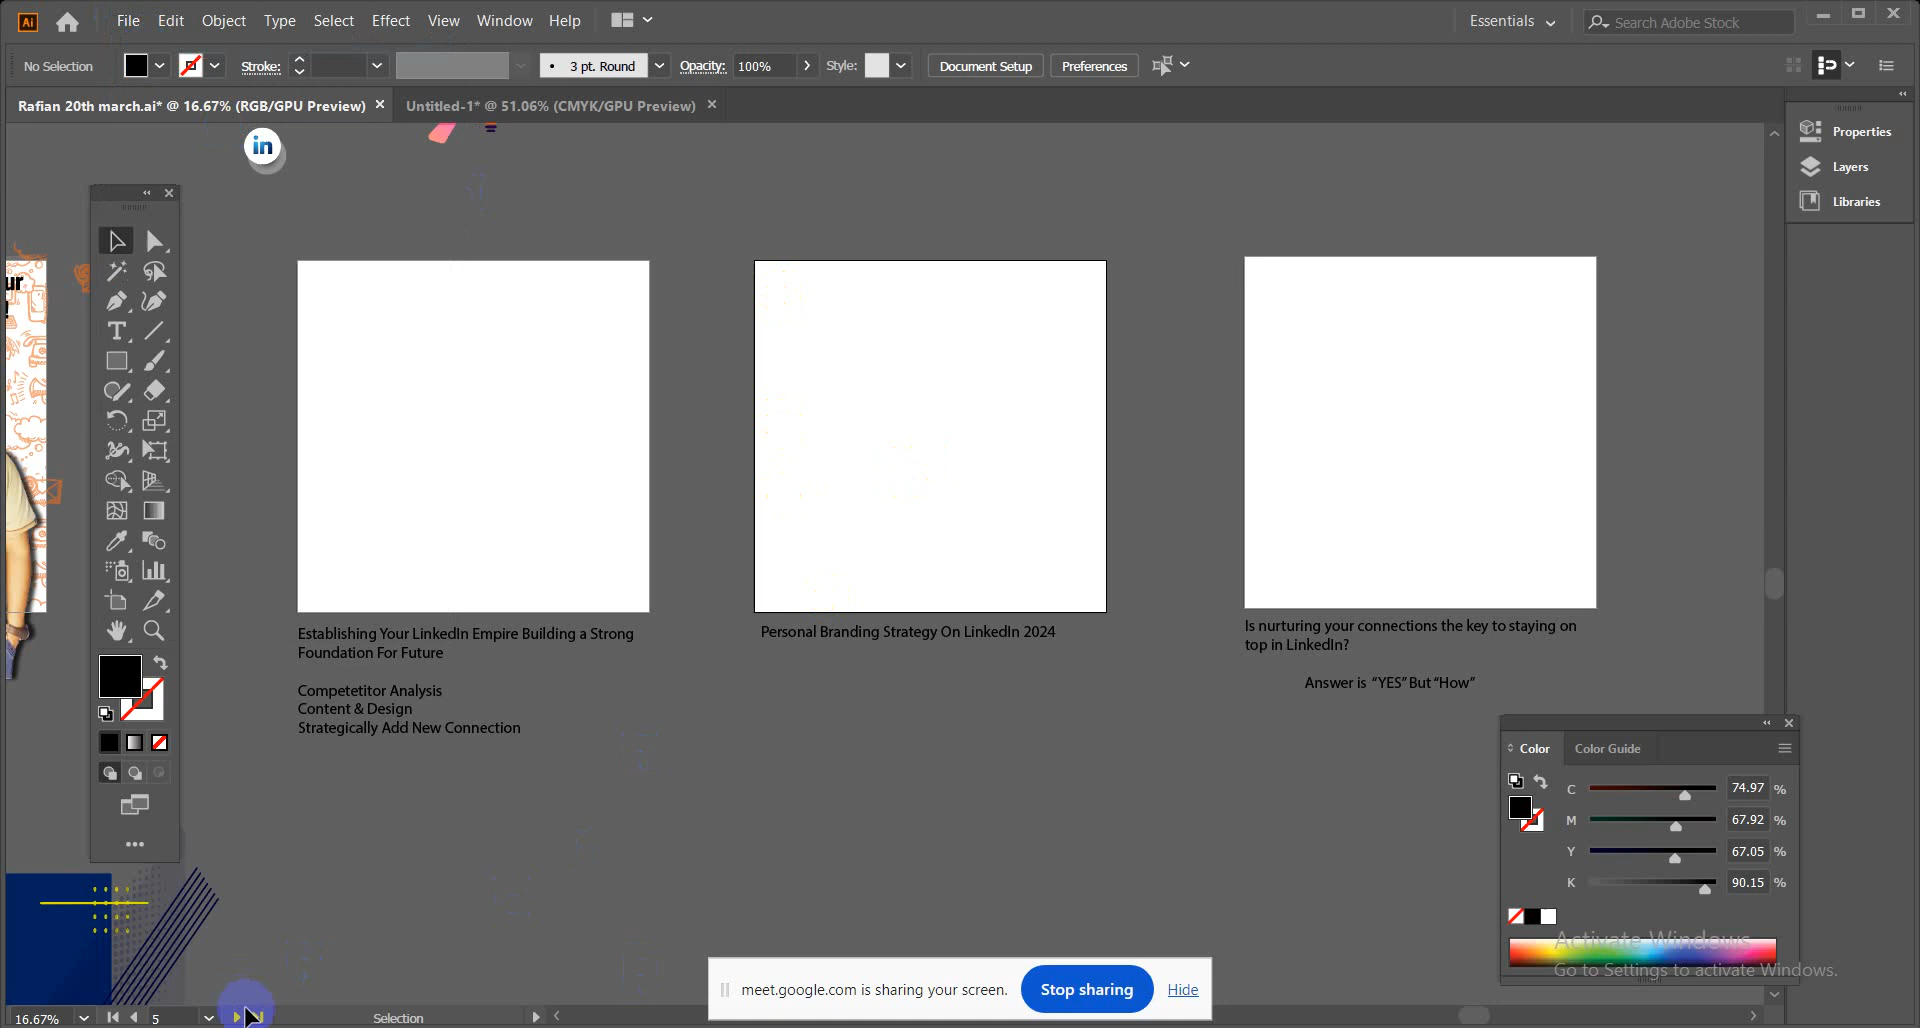 Ai
File Edit Object Type Select Effect View Window Help
Essentials
Search Adobe Stock
No Selection
Stroke:
3 pt. Round
Opacity: 100%
Style:
Document Setup
Preferences
Rafian 20th march.ai* @ 16.67% (RGB/GPU Preview)
Untitled-1* @ 51.06% (CMYK/GPU Preview)
Properties
Layers
Libraries
in
ur
Establishing Your LinkedIn Empire Building a Strong
Foundation For Future
Competetitor Analysis
Content & Design
Strategically Add New Connection
Personal Branding Strategy On LinkedIn 2024
Is nurturing your connections the key to staying on
top in LinkedIn?
Answer is “YES” But “How”
Color
Color Guide
C 74.97 %
M 67.92 %
Y 67.05 %
K 90.15 %
Activate Windows
Go to Settings to activate Windows.
meet.google.com is sharing your screen.
Stop sharing
Hide
16.67%
5
Selection